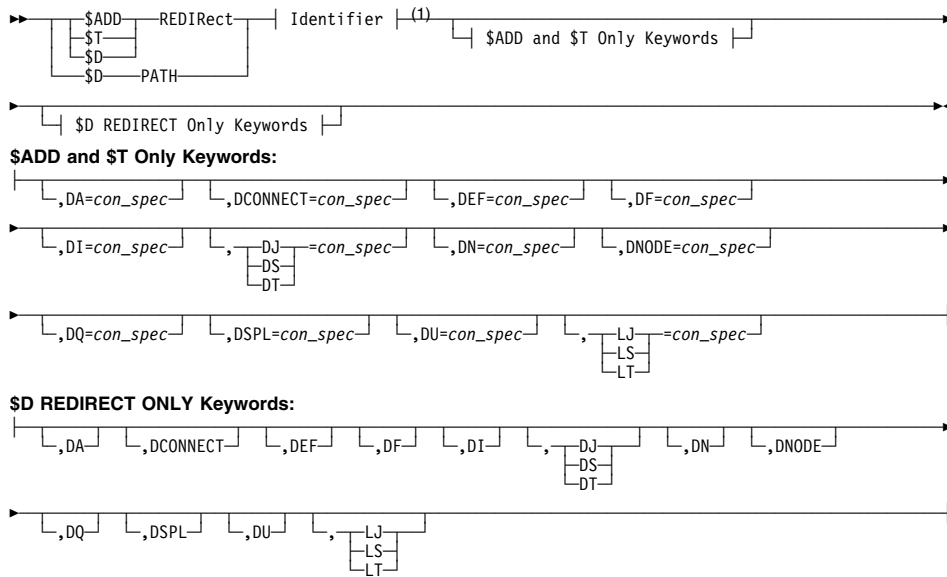 $ADD REDIRect Identifier (1)
$T $ADD and $T Only Keywords
$D
$D PATH
$D REDIRECT Only Keywords
$ADD and $T Only Keywords:
,DA=con_spec ,DCONNECT=con_spec ,DEF=con_spec ,DF=con_spec
,DI=con_spec , DJ =con_spec ,DN=con_spec ,DNODE=con_spec
DS
DT
,DQ=con_spec ,DSPL=con_spec ,DU=con_spec , LJ =con_spec
LS
LT
$D REDIRECT ONLY Keywords:
,DA ,DCONNECT ,DEF ,DF ,DI , DJ ,DN ,DNODE
DS
DT
,DQ ,DSPL ,DU , LJ
LS
LT